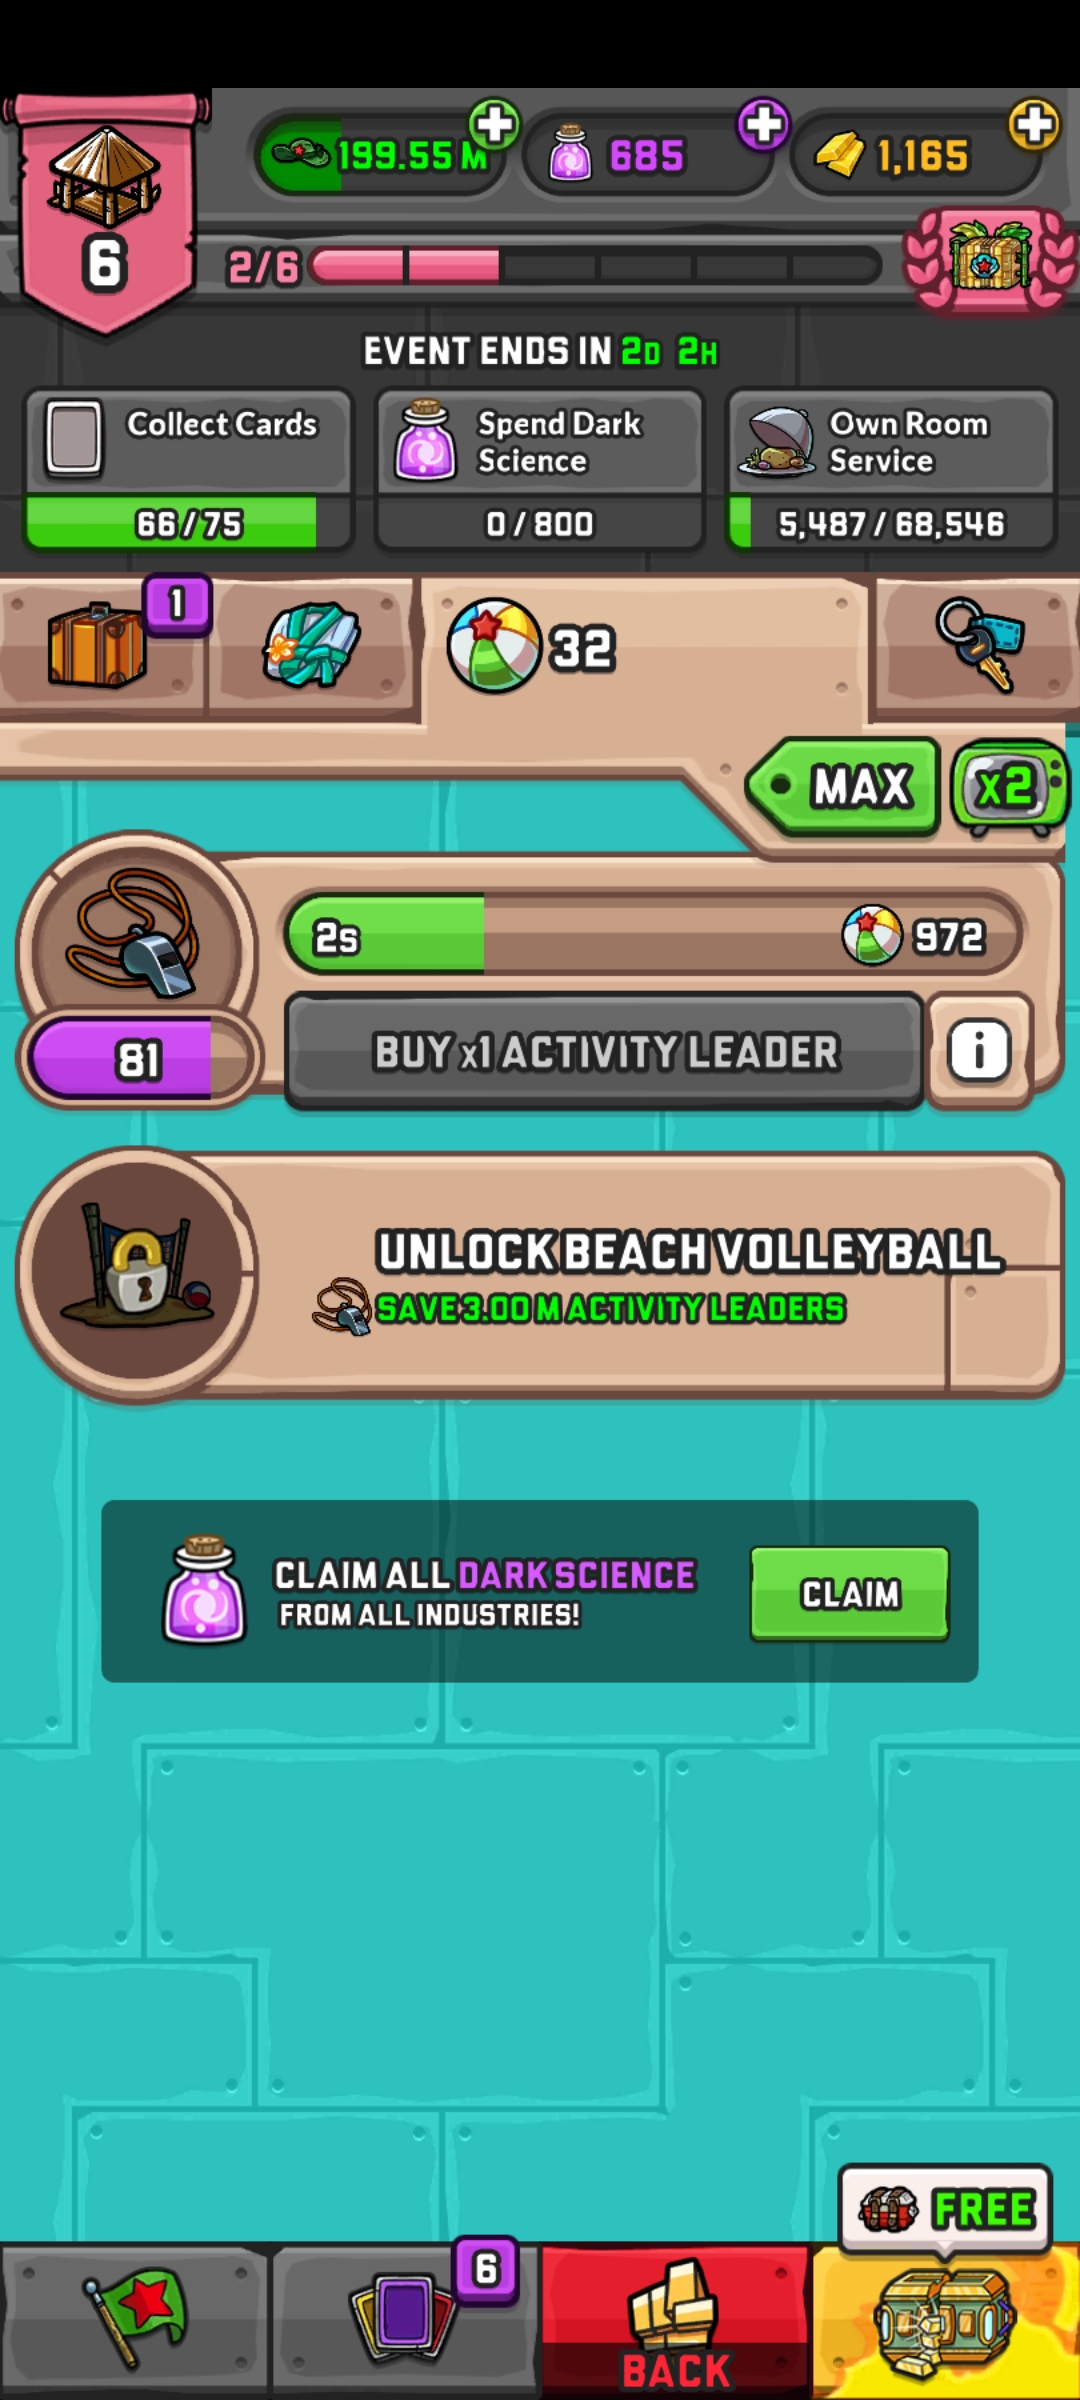 199.55 M
685
1,165
6
2/6
EVENT ENDS IN 2D 2H
Collect Cards
66/75
Spend Dark
Science
0/800
Own Room
Service
5,487/68,546
1
32
MAX
x2
2s
972
81
BUY x1 ACTIVITY LEADER
i
UNLOCK BEACH VOLLEYBALL
SAVE 3.00 M ACTIVITY LEADERS
CLAIM ALL DARK SCIENCE
FROM ALL INDUSTRIES!
CLAIM
FREE
6
BACK